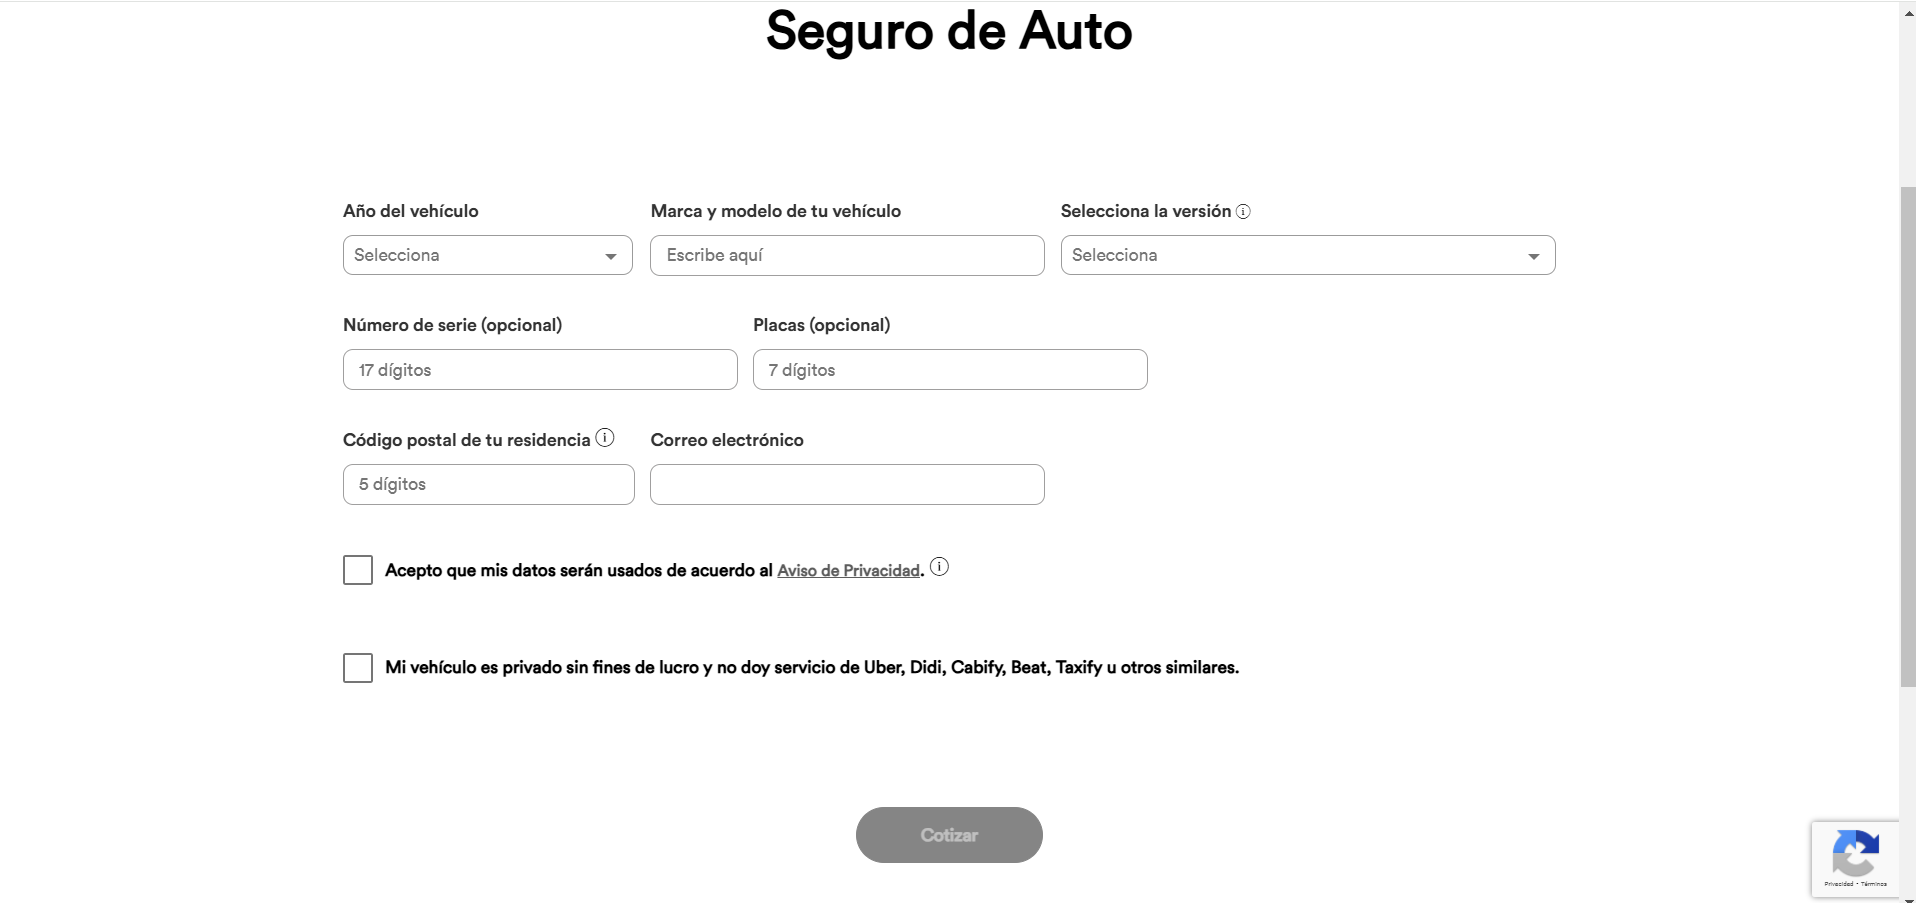 Seguro de Auto
Año del vehículo
Marca y modelo de tu vehículo
Selecciona la versión
Selecciona
Escribe aquí
Selecciona
Número de serie (opcional)
Placas (opcional)
17 dígitos
7 dígitos
Código postal de tu residencia
Correo electrónico
5 dígitos
Acepto que mis datos serán usados de acuerdo al Aviso de Privacidad.
Mi vehículo es privado sin fines de lucro y no doy servicio de Uber, Didi, Cabify, Beat, Taxify u otros similares.
Cotizar
Privacidad - Términos